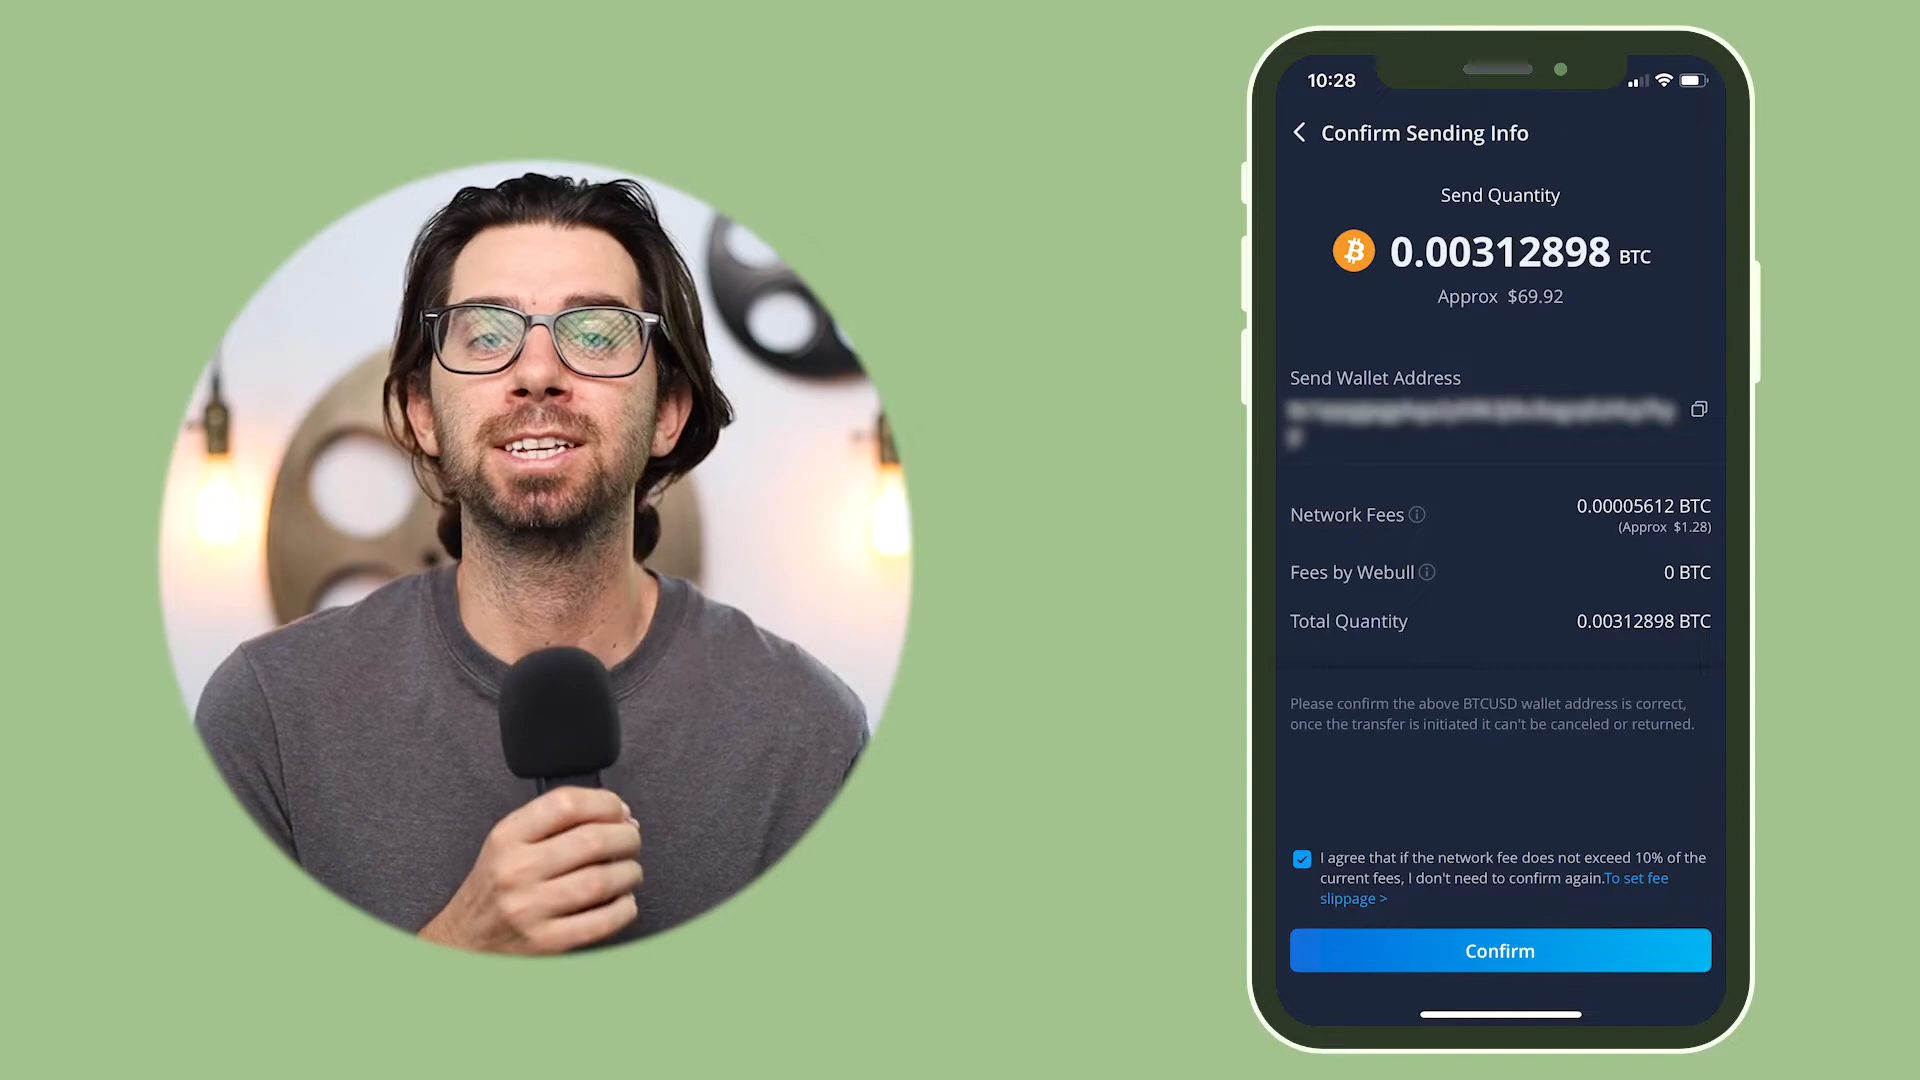 10:28
Confirm Sending Info
Send Quantity
0.00312898 BTC
Approx $69.92
Send Wallet Address
Network Fees
0.00005612 BTC
(Approx $1.28)
Fees by Webull
0 BTC
Total Quantity
0.00312898 BTC
Please confirm the above BTCUSD wallet address is correct,
once the transfer is initiated it can't be canceled or returned.
I agree that if the network fee does not exceed 10% of the
current fees, I don't need to confirm again.To set fee
slippage >
Confirm